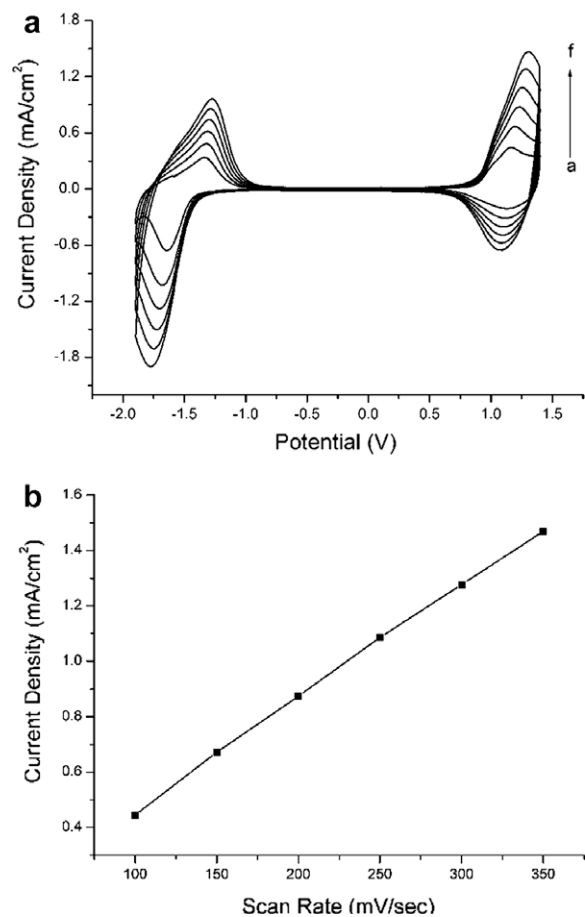 a
f
a
1.8
1.2
0.6
0.0
-0.6
-1.2
-1.8
Current Density (mA/cm²)
-2.0 -1.5 -1.0 -0.5 0.0 0.5 1.0 1.5
Potential (V)
b
1.6
1.4
1.2
1.0
0.8
0.6
0.4
Current Density (mA/cm²)
100 150 200 250 300 350
Scan Rate (mV/sec)